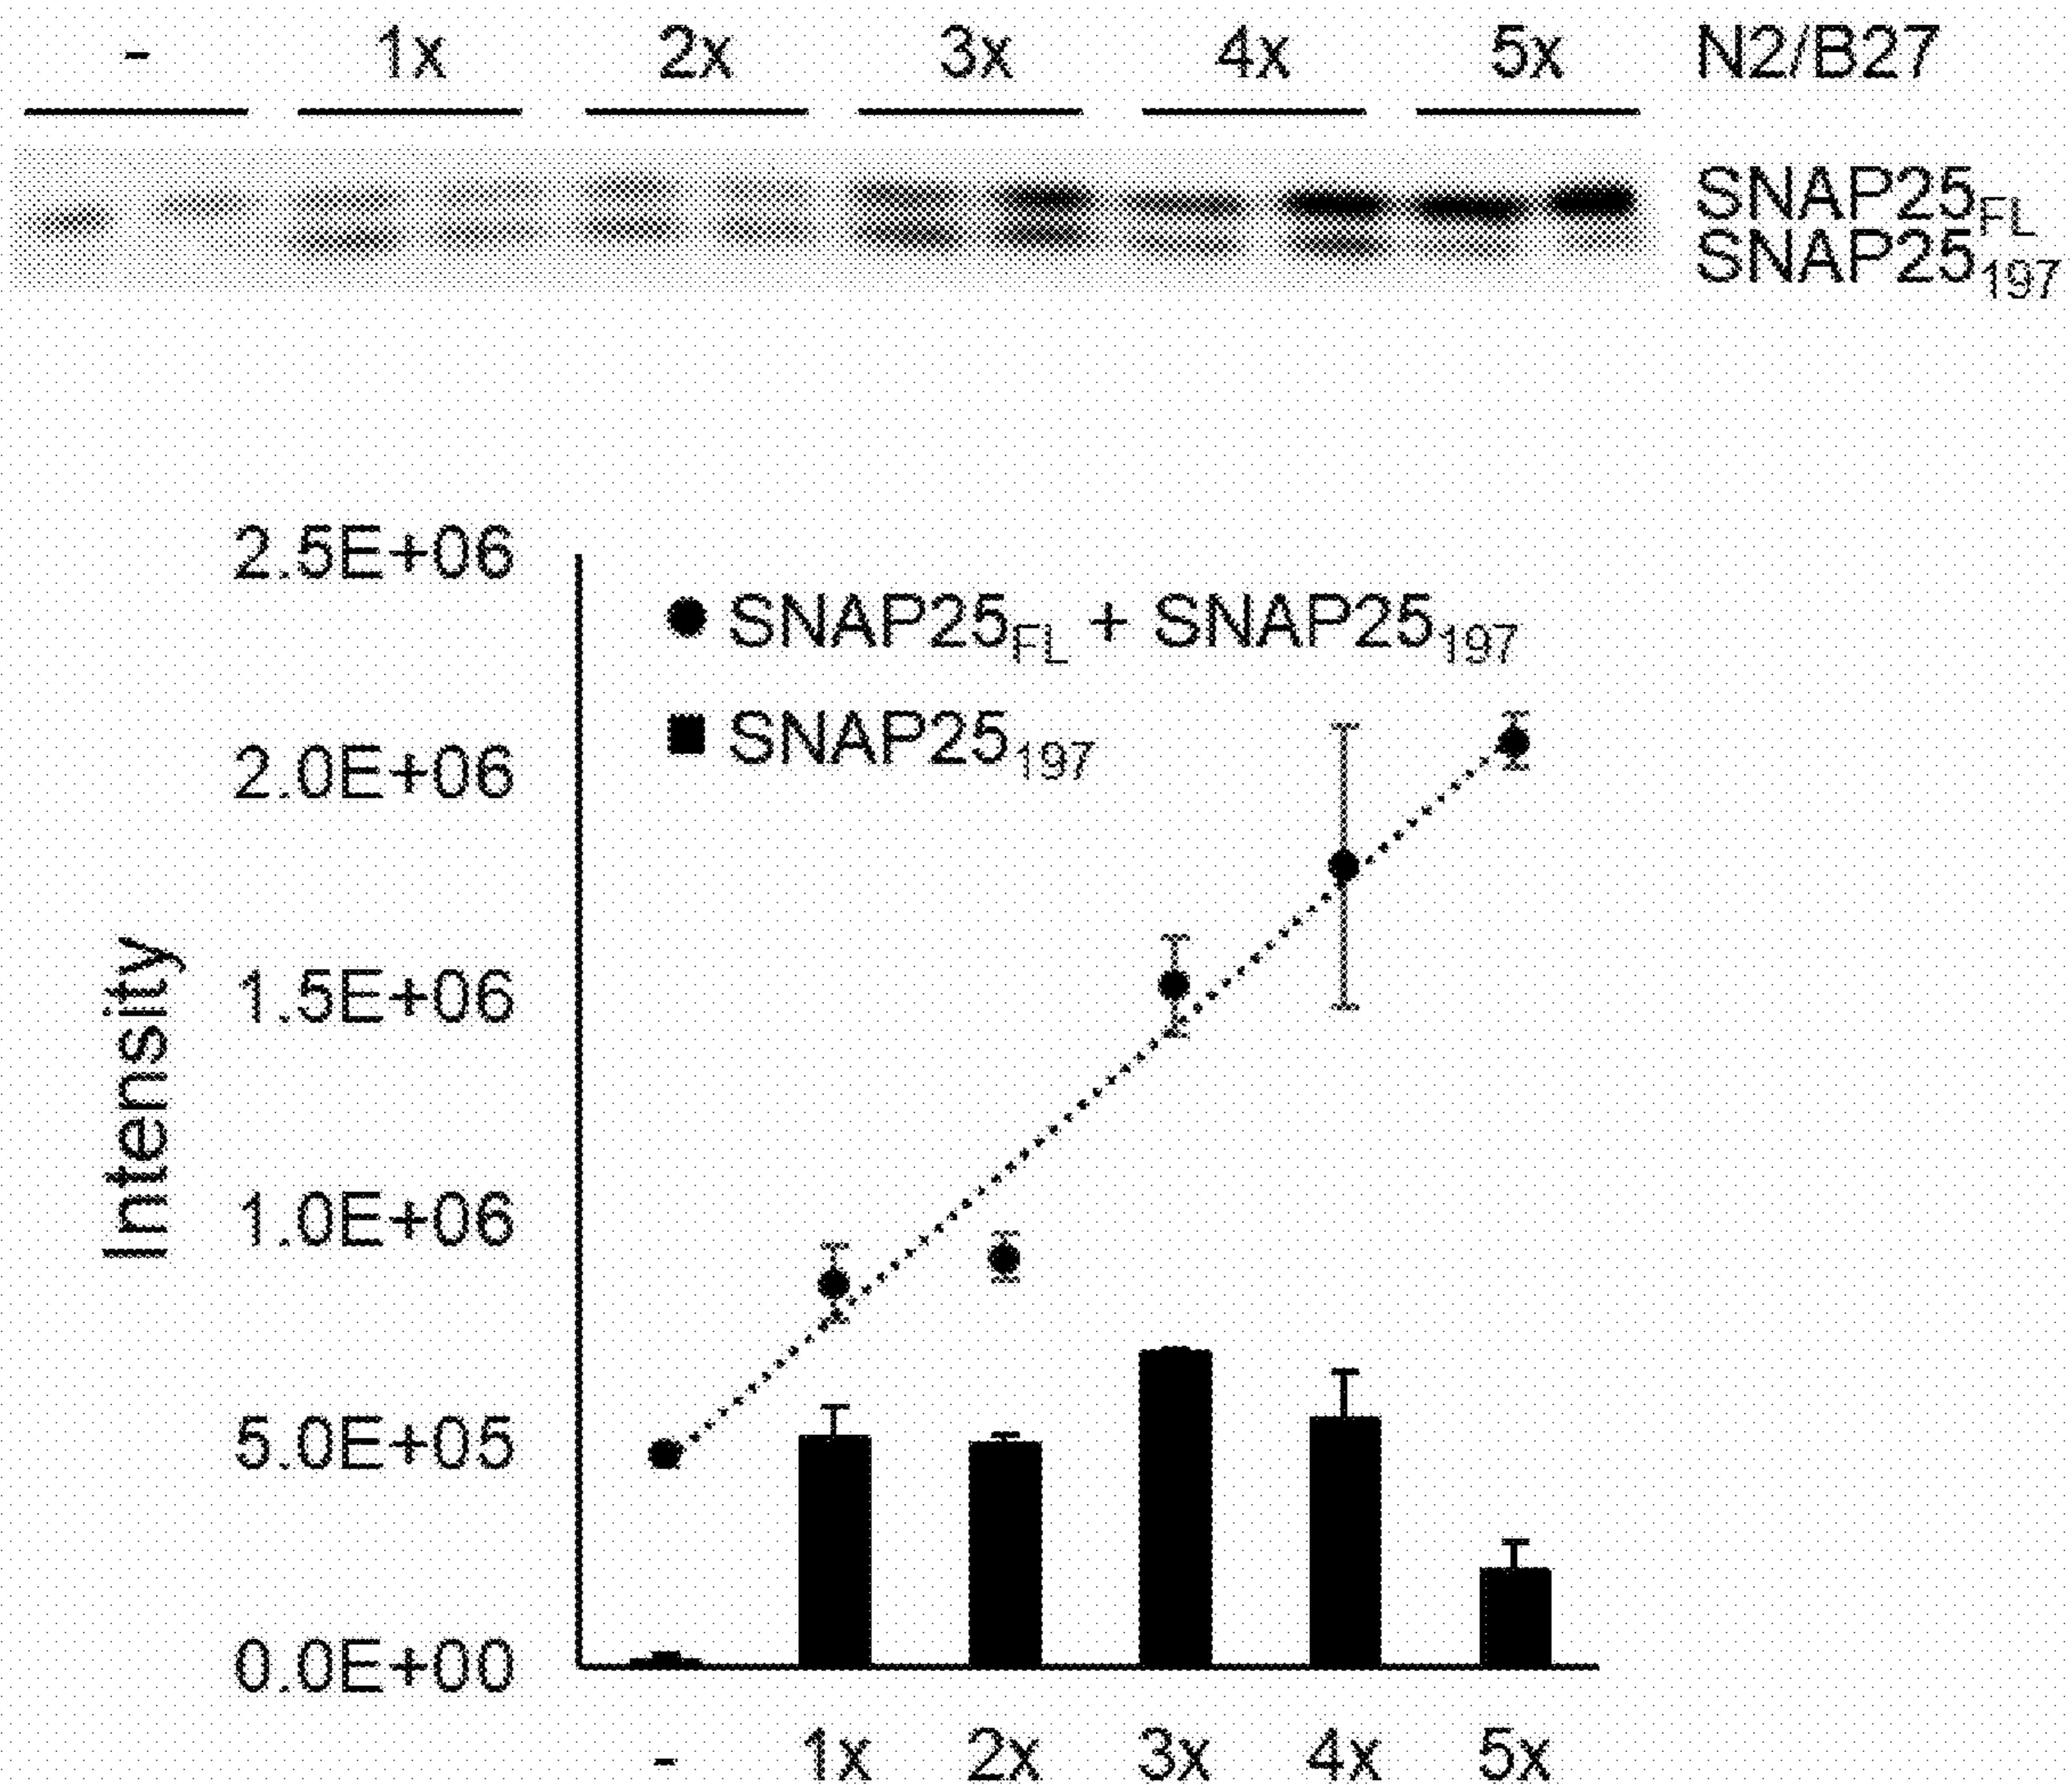 - 1x 2x 3x 4x 5x N2/B27
SNAP25FL
SNAP25197
2.5E+06
SNAP25FL + SNAP25197
SNAP25197
2.0E+06
1.5E+06
1.0E+06
5.0E+05
0.0E+00
Intensity
- 1x 2x 3x 4x 5x